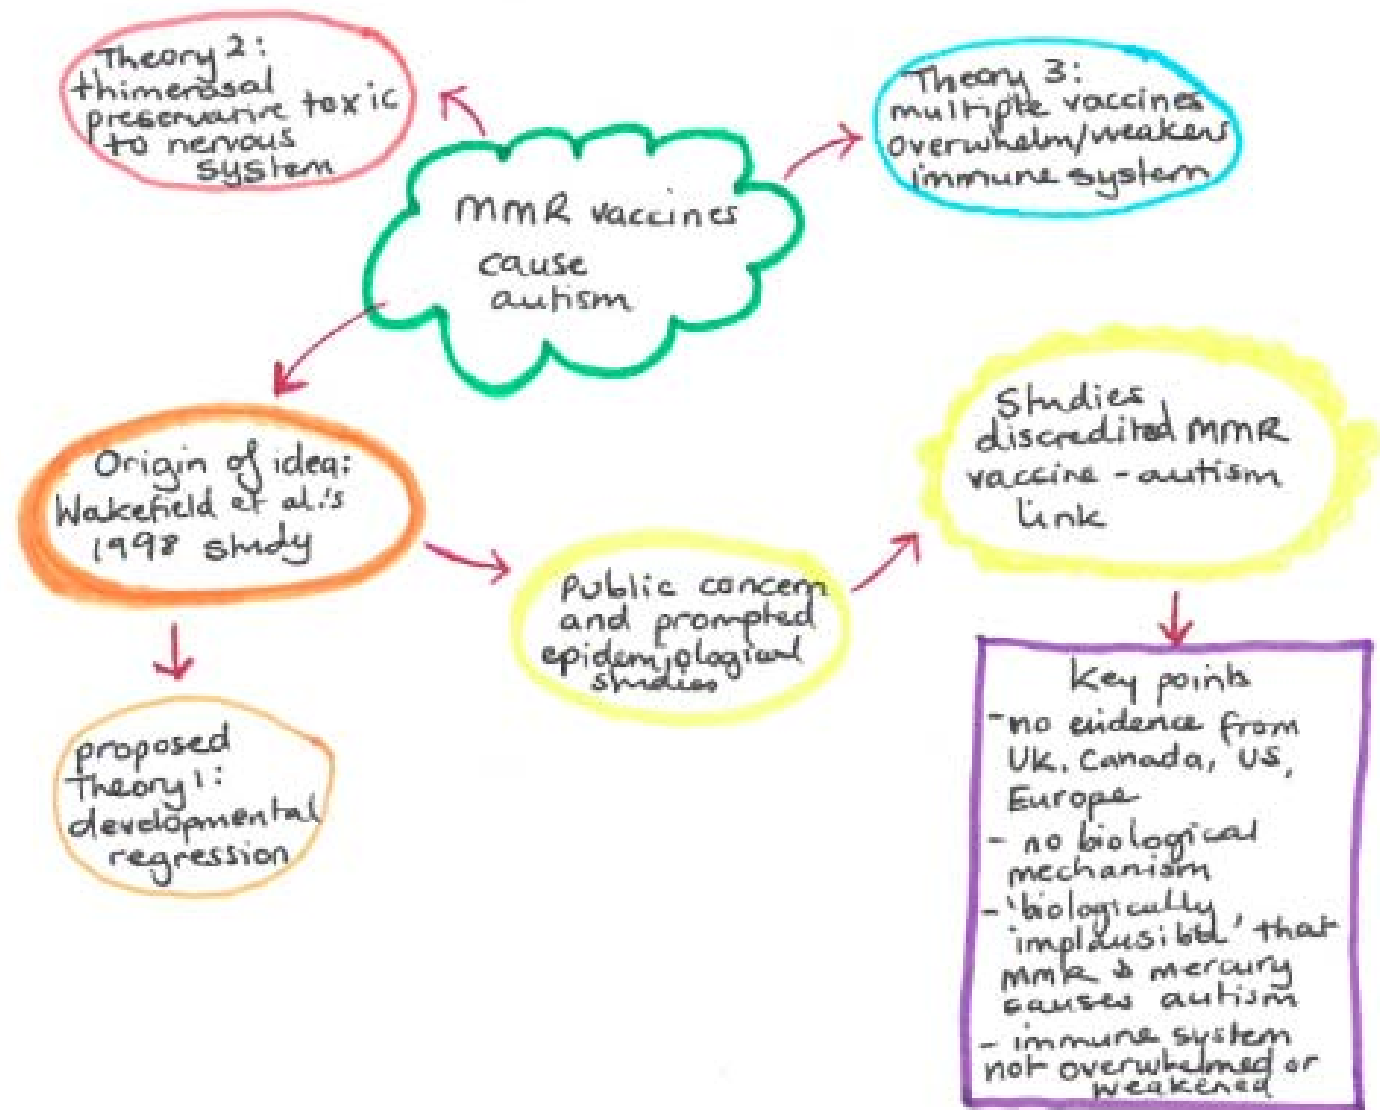 Theory 2:
thimerosal
preservative toxic
to nervous
system
MMR vaccines
cause
autism
Theory 3:
multiple vaccines
overwhelm/weakens
immune system
Origin of idea:
Wakefield et al.'s
1998 study
proposed
Theory 1:
developmental
regression
Public concern
and prompted
epidemiological
studies
Studies
discredited MMR
vaccine - autism
link
Key points
- no evidence from
UK, Canada, US,
Europe
- no biological
mechanism
- 'biologically
implausible' that
MMR & mercury
causes autism
- immune system
not overwhelmed or
weakened